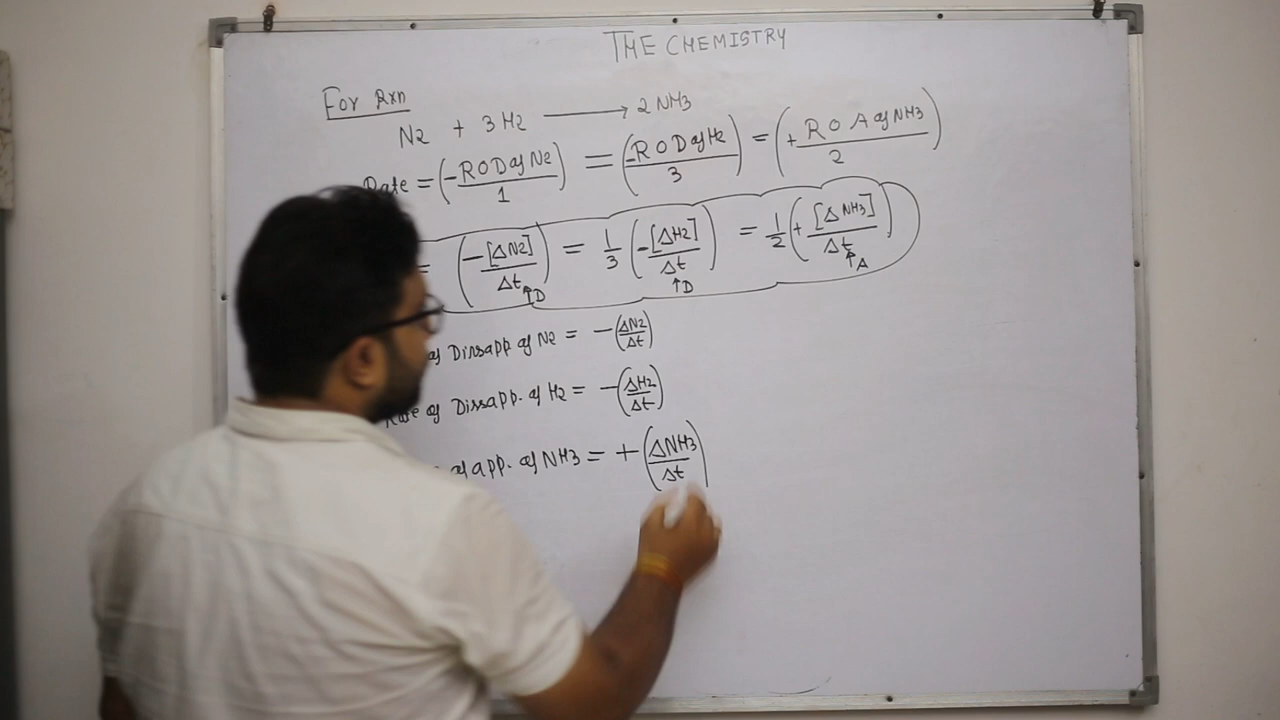 THE CHEMISTRY
For Rxn
N2 + 3H2 ⟶ 2 NH3
Rate = (-ROD of N2/1) = (-ROD of H2/3) = (+ROA of NH3/2)
= (-[ΔN2]/Δt) = 1/3 (-[ΔH2]/Δt) = 1/2 (+[ΔNH3]/Δt)
↑D ↑D ↑A
of Dissapp. of N2 = -(ΔN2/Δt)
Rate of Dissapp. of H2 = -(ΔH2/Δt)
of app. of NH3 = +(ΔNH3/Δt)